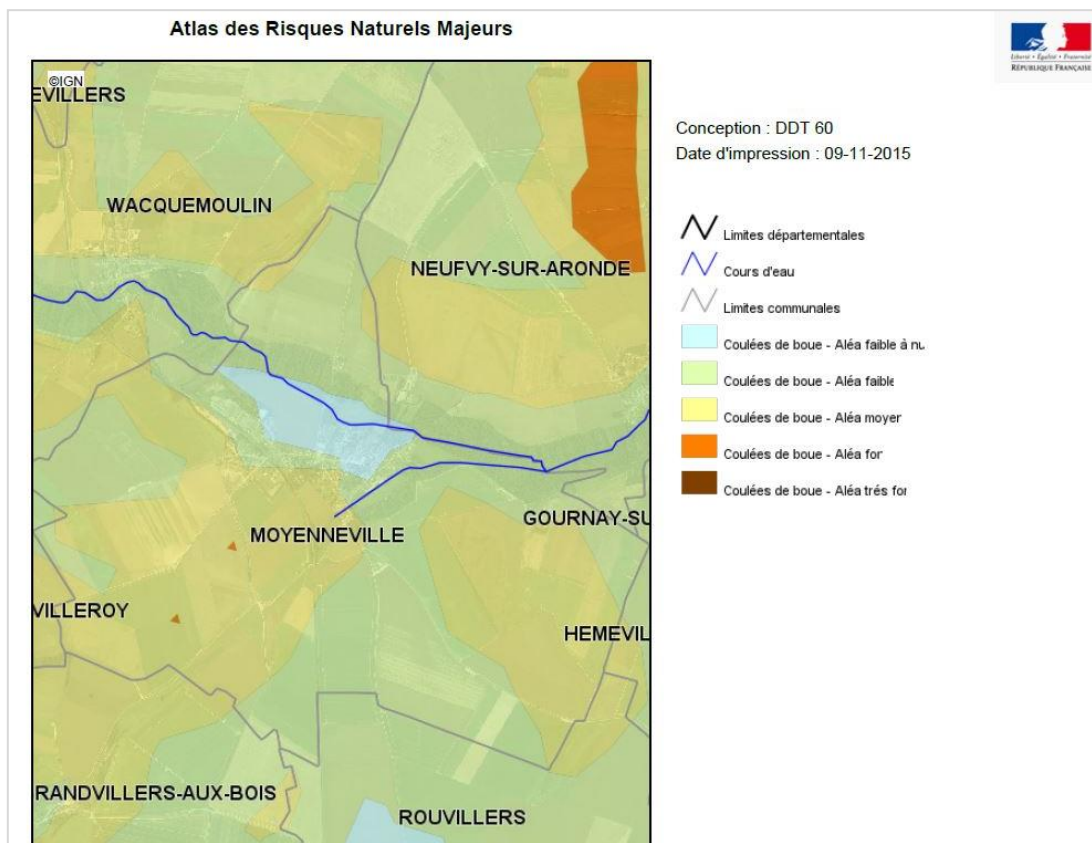 Atlas des Risques Naturels Majeurs
Liberté • Égalité • Fraternité
RÉPUBLIQUE FRANÇAISE
©IGN
EVILLERS
Conception : DDT 60
Date d'impression : 09-11-2015
WACQUEMOULIN
NEUFVY-SUR-ARONDE
Limites départementales
Cours d'eau
Limites communales
Coulées de boue - Aléa faible à nu
Coulées de boue - Aléa faible
Coulées de boue - Aléa moyer
Coulées de boue - Aléa for
Coulées de boue - Aléa trés for
GOURNAY-SU
MOYENNEVILLE
VILLEROY
HEMEVIL
RANDVILLERS-AUX-BOIS
ROUVILLERS